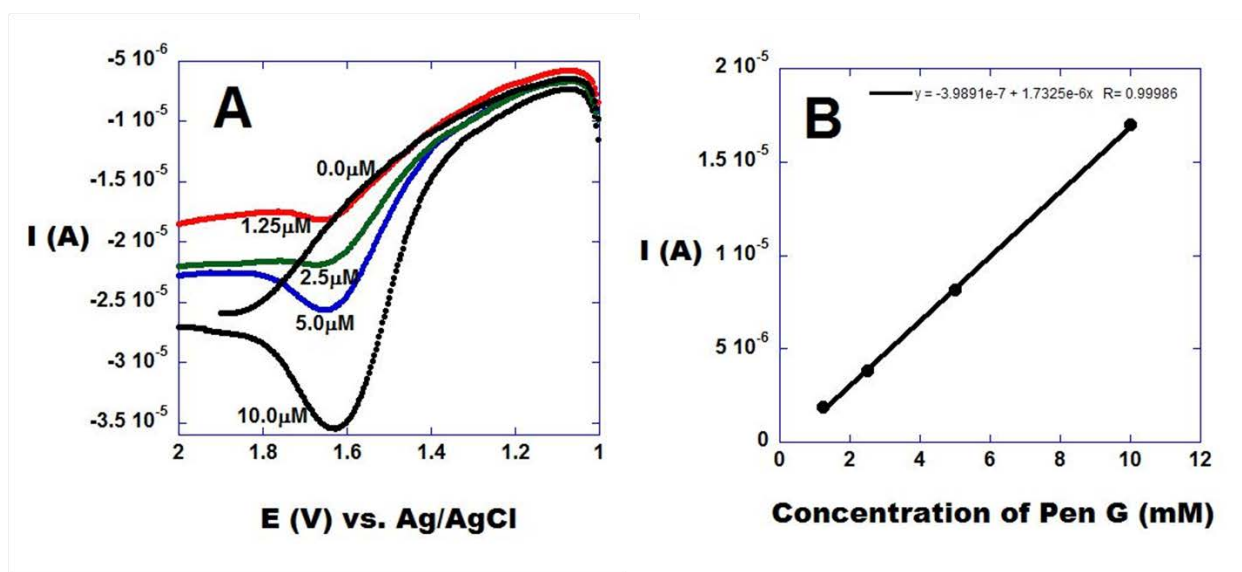 A
-5 10-6
-1 10-5
-1.5 10-5
-2 10-5
-2.5 10-5
-3 10-5
-3.5 10-5
I (A)
0.0µM
1.25µM
2.5µM
5.0µM
10.0µM
2 1.8 1.6 1.4 1.2 1
E (V) vs. Ag/AgCl
B
y = -3.9891e-7 + 1.7325e-6x R= 0.99986
2 10-5
1.5 10-5
1 10-5
5 10-6
0
I (A)
0 2 4 6 8 10 12
Concentration of Pen G (mM)